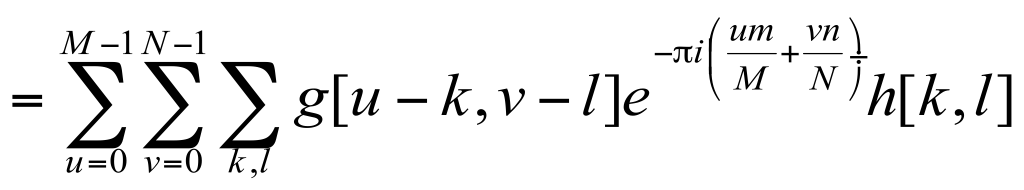 = \sum_{u=0}^{M-1} \sum_{v=0}^{N-1} \sum_{k,l} g[u-k,v-l] e^{-\pi i \left( \frac{um}{M} + \frac{vn}{N} \right)} h[k,l]